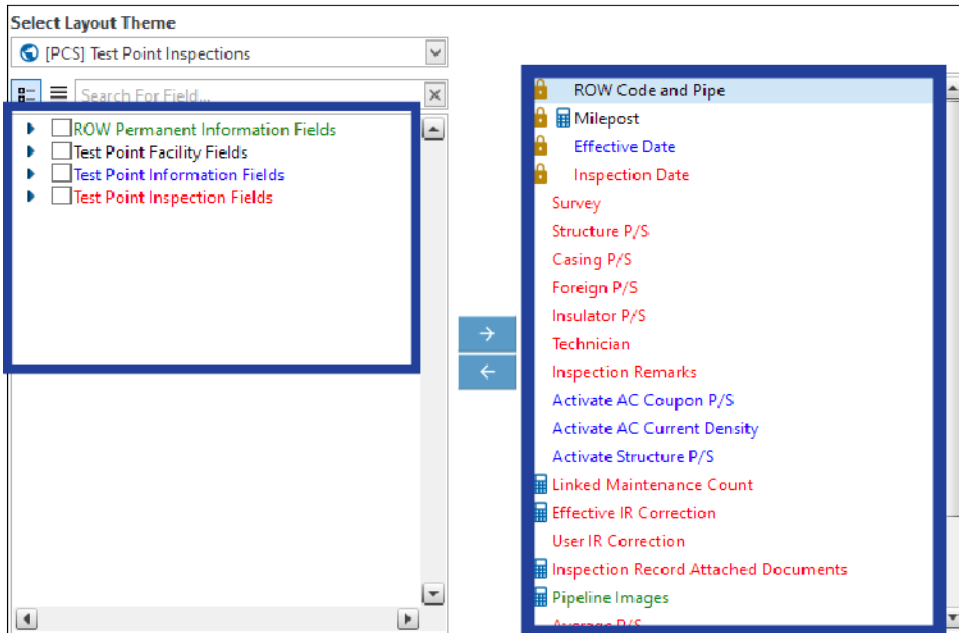 Select Layout Theme
[PCS] Test Point Inspections
Search For Field...
ROW Permanent Information Fields
Test Point Facility Fields
Test Point Information Fields
Test Point Inspection Fields
ROW Code and Pipe
Milepost
Effective Date
Inspection Date
Survey
Structure P/S
Casing P/S
Foreign P/S
Insulator P/S
Technician
Inspection Remarks
Activate AC Coupon P/S
Activate AC Current Density
Activate Structure P/S
Linked Maintenance Count
Effective IR Correction
User IR Correction
Inspection Record Attached Documents
Pipeline Images
Average P/S